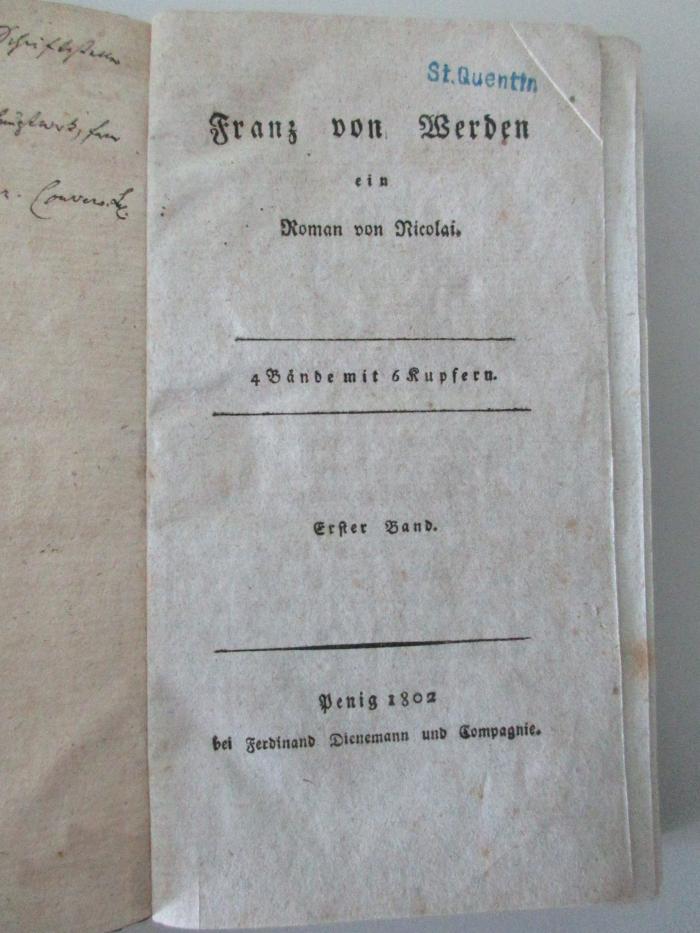 Schriftsteller
St. Quentin
Franz von Werden
ein
Roman von Nicolai.
4 Bände mit 6 Kupfern.
Erster Band.
Penig 1802
bei Ferdinand Dienemann und Compagnie.